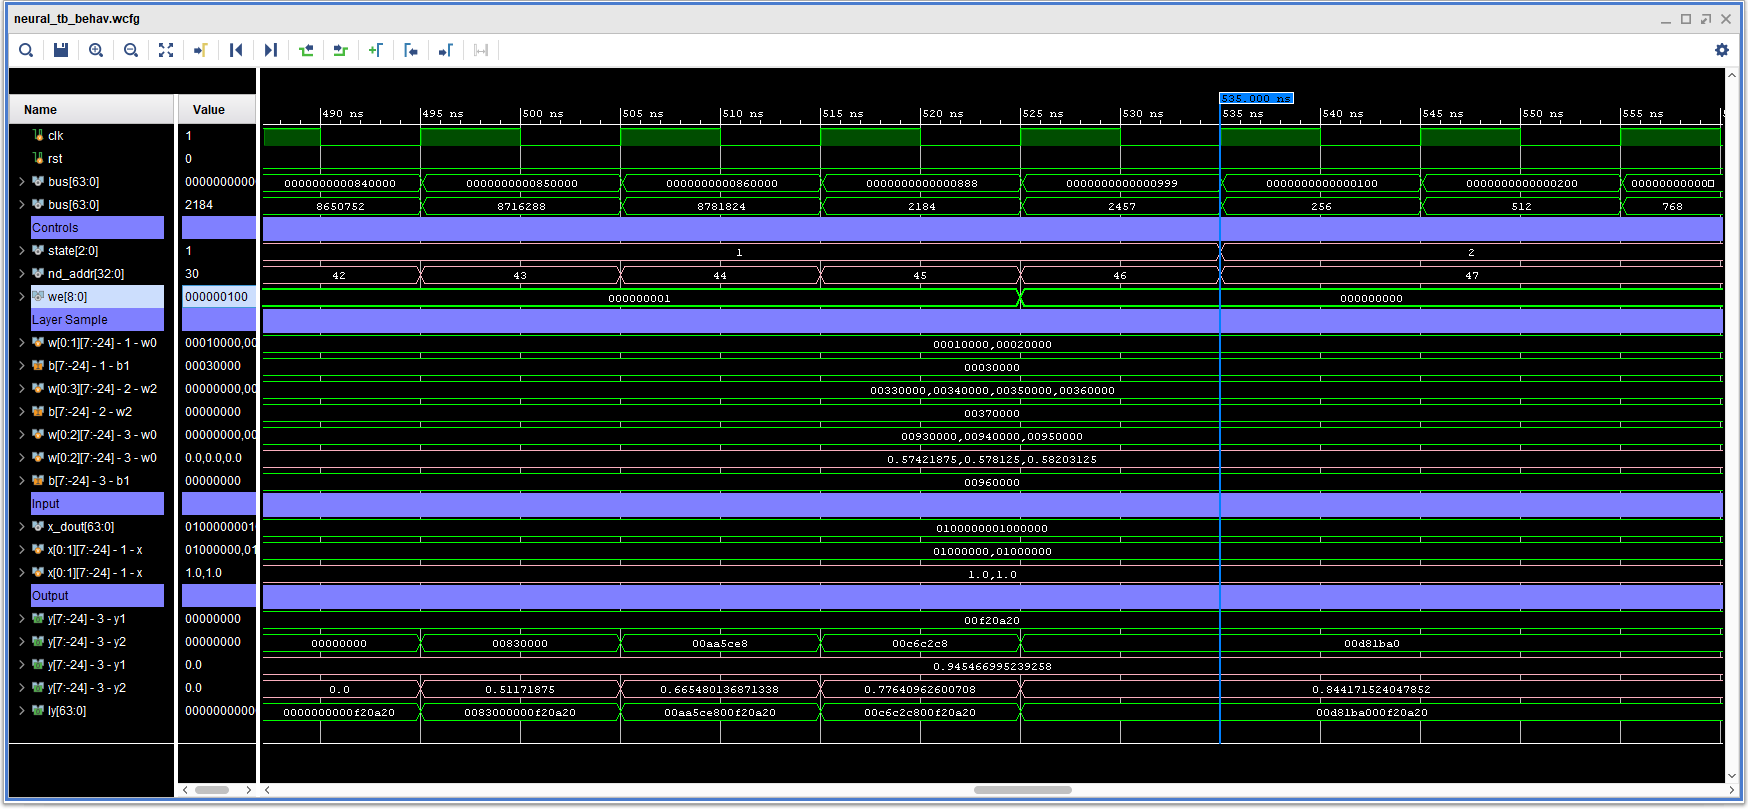 neural_tb_behav.wcfg
Name Value
535.000 ns
490 ns 495 ns 500 ns 505 ns 510 ns 515 ns 520 ns 525 ns 530 ns 535 ns 540 ns 545 ns 550 ns 555 ns
clk 1
rst 0
bus[63:0] 0000000000 0000000000840000 0000000000850000 0000000000860000 0000000000000888 0000000000000999 0000000000000100 0000000000000200 00000000000
bus[63:0] 2184 8650752 8716288 8781824 2184 2457 256 512 768
Controls
state[2:0] 1 1 2
nd_addr[32:0] 30 42 43 44 45 46 47
we[8:0] 000000100 000000001 000000000
Layer Sample
w[0:1][7:-24] - 1 - w0 00010000,00 00010000,00020000
b[7:-24] - 1 - b1 00030000 00030000
w[0:3][7:-24] - 2 - w2 00000000,00 00330000,00340000,00350000,00360000
b[7:-24] - 2 - w2 00000000 00370000
w[0:2][7:-24] - 3 - w0 00000000,00 00930000,00940000,00950000
w[0:2][7:-24] - 3 - w0 0.0,0.0,0.0 0.57421875,0.578125,0.58203125
b[7:-24] - 3 - b1 00000000 00960000
Input
x_dout[63:0] 0100000001 0100000001000000
x[0:1][7:-24] - 1 - x 01000000,01 01000000,01000000
x[0:1][7:-24] - 1 - x 1.0,1.0 1.0,1.0
Output
y[7:-24] - 3 - y1 00000000 00f20a20
y[7:-24] - 3 - y2 00000000 00000000 00830000 00aa5ce8 00c6c2c8 00d81ba0
y[7:-24] - 3 - y1 0.0 0.945466995239258
y[7:-24] - 3 - y2 0.0 0.0 0.51171875 0.665480136871338 0.77640962600708 0.844171524047852
ly[63:0] 0000000000 0000000000f20a20 0083000000f20a20 00aa5ce800f20a20 00c6c2c800f20a20 00d81ba000f20a20